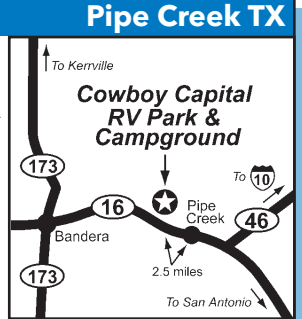 Pipe Creek TX
To Kerrville
Cowboy Capital
RV Park &
Campground
173
To 10
16
Pipe
Creek
46
Bandera
2.5 miles
173
To San Antonio